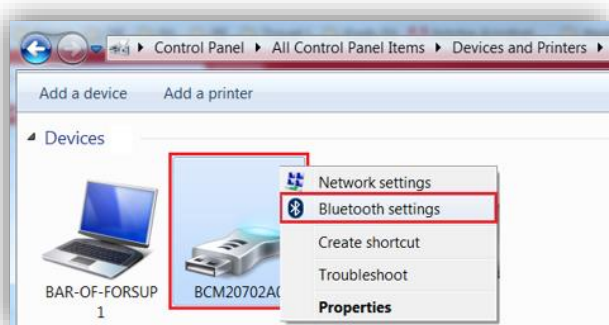 Control Panel ▸ All Control Panel Items ▸ Devices and Printers ▸
Add a device Add a printer
Devices
Network settings
Bluetooth settings
Create shortcut
Troubleshoot
Properties
BAR-OF-FORSUP
1
BCM20702A0